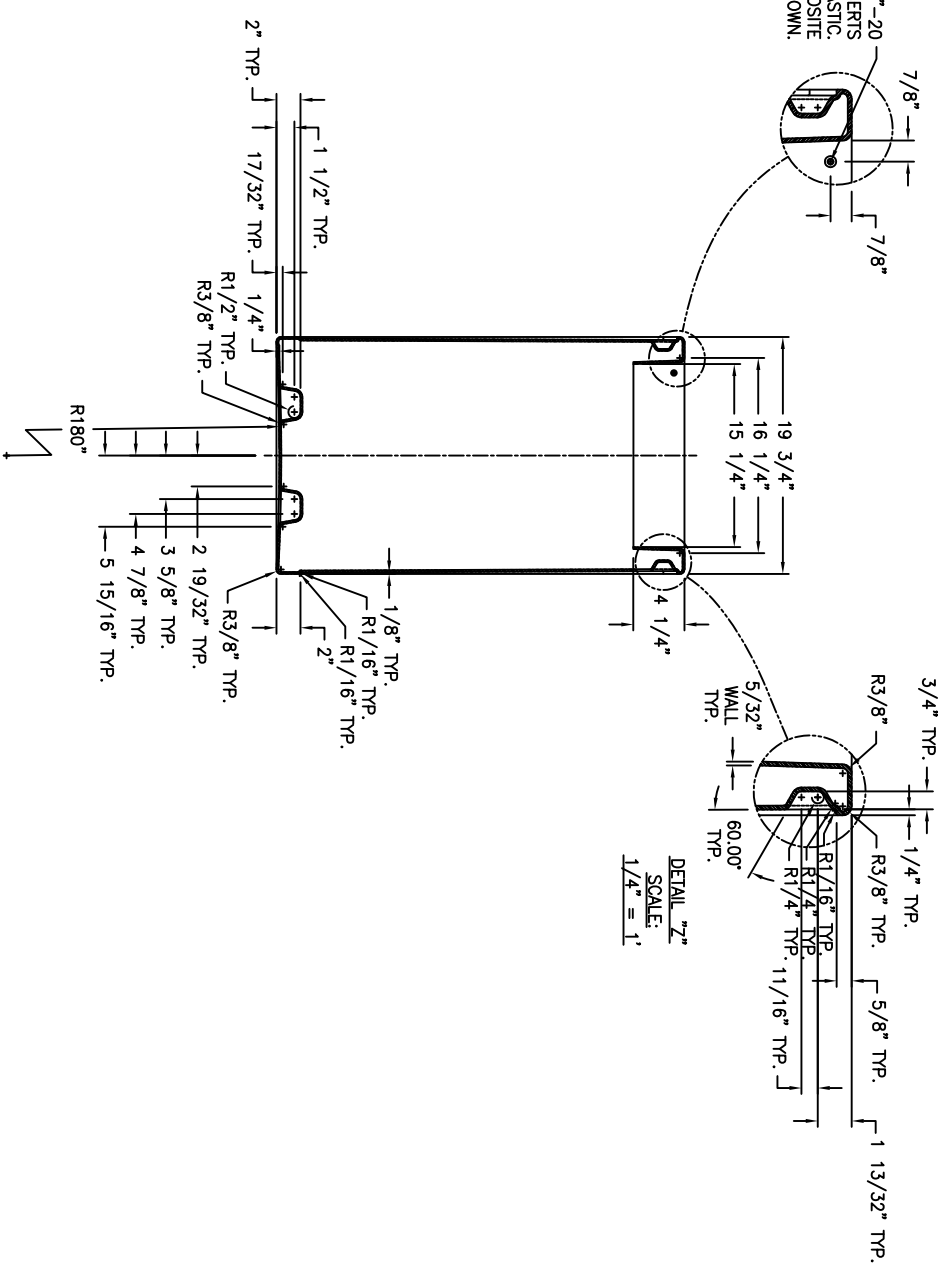 "-20
ERTS
ASTIC.
OSITE
OWN.
7/8"
7/8"
3/4" TYP.
R3/8"
1/4" TYP.
R3/8" TYP.
5/32"
WALL
TYP.
60.00°
TYP.
R1/16" TYP.
R1/4" TYP.
R1/4" TYP.
5/8" TYP.
11/16" TYP.
1 13/32" TYP.
DETAIL "Z"
SCALE:
1/4" = 1'
19 3/4"
16 1/4"
15 1/4"
4 1/4"
2" TYP.
1 1/2" TYP.
17/32" TYP.
1/4"
R1/2" TYP.
R3/8" TYP.
R180"
1/8" TYP.
R1/16" TYP.
R1/16" TYP.
2"
R3/8" TYP.
2 19/32" TYP.
3 5/8" TYP.
4 7/8" TYP.
5 15/16" TYP.